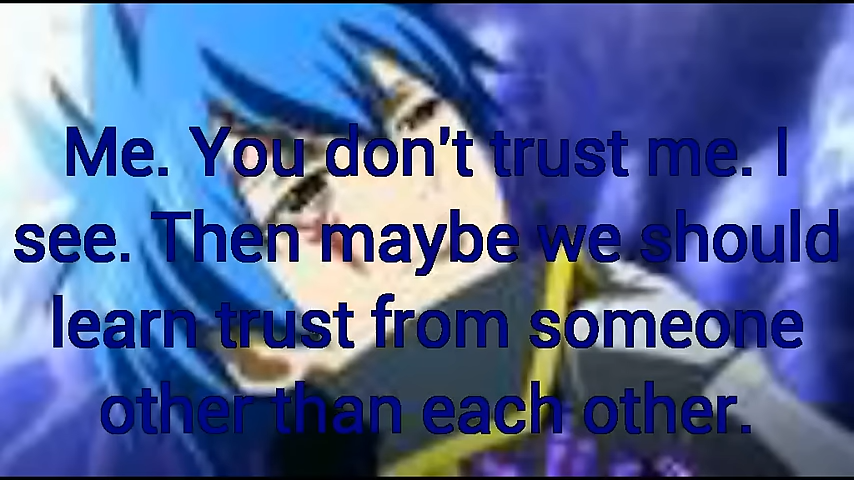 Me. You don't trust me. I
see. Then maybe we should
learn trust from someone
other than each other.